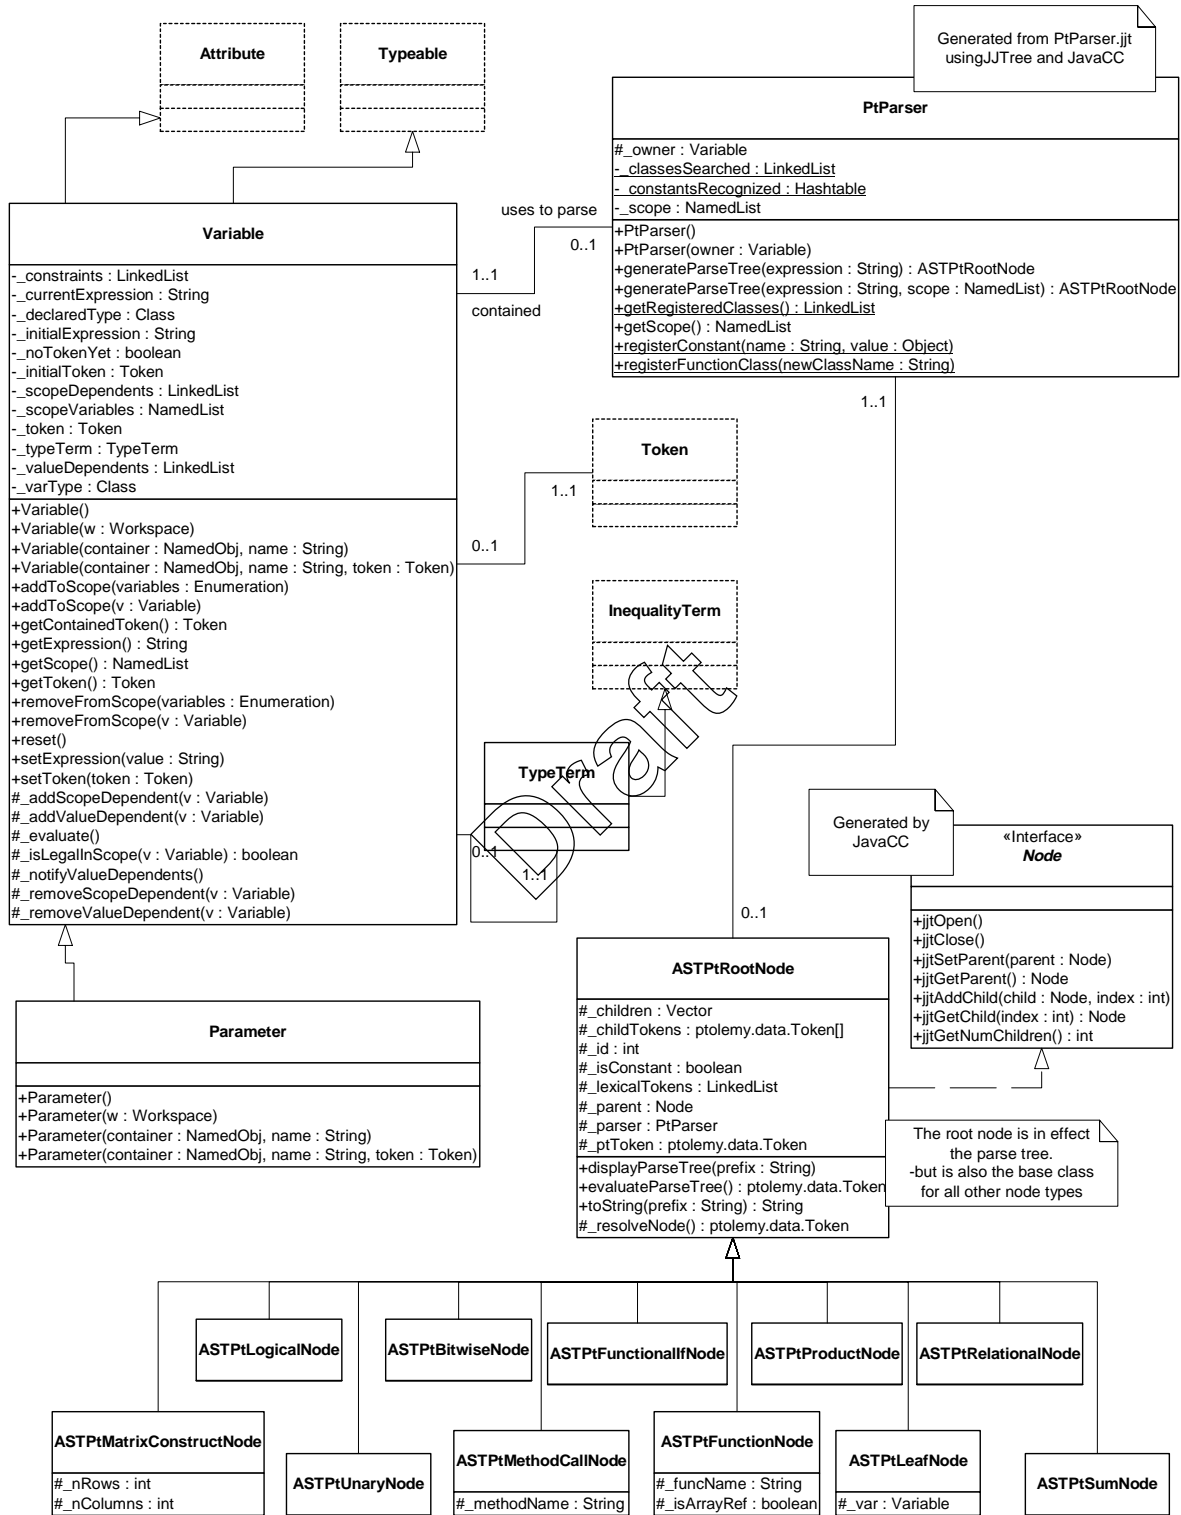 Attribute
Typeable
Generated from PtParser.jjt
usingJJTree and JavaCC
PtParser
#_owner : Variable
-_classesSearched : LinkedList
-_constantsRecognized : Hashtable
-_scope : NamedList
+PtParser()
+PtParser(owner : Variable)
+generateParseTree(expression : String) : ASTPtRootNode
+generateParseTree(expression : String, scope : NamedList) : ASTPtRootNode
+getRegisteredClasses() : LinkedList
+getScope() : NamedList
+registerConstant(name : String, value : Object)
+registerFunctionClass(newClassName : String)
uses to parse
0..1
1..1
contained
1..1
Variable
-_constraints : LinkedList
-_currentExpression : String
-_declaredType : Class
-_initialExpression : String
-_noTokenYet : boolean
-_initialToken : Token
-_scopeDependents : LinkedList
-_scopeVariables : NamedList
-_token : Token
-_typeTerm : TypeTerm
-_valueDependents : LinkedList
-_varType : Class
+Variable()
+Variable(w : Workspace)
+Variable(container : NamedObj, name : String)
+Variable(container : NamedObj, name : String, token : Token)
+addToScope(variables : Enumeration)
+addToScope(v : Variable)
+getContainedToken() : Token
+getExpression() : String
+getScope() : NamedList
+getToken() : Token
+removeFromScope(variables : Enumeration)
+removeFromScope(v : Variable)
+reset()
+setExpression(value : String)
+setToken(token : Token)
#_addScopeDependent(v : Variable)
#_addValueDependent(v : Variable)
#_evaluate()
#_isLegalInScope(v : Variable) : boolean
#_notifyValueDependents()
#_removeScopeDependent(v : Variable)
#_removeValueDependent(v : Variable)
Token
1..1
0..1
InequalityTerm
Draft
TypeTerm
0..1
1..1
Generated by
JavaCC
«Interface»
Node
+jjtOpen()
+jjtClose()
+jjtSetParent(parent : Node)
+jjtGetParent() : Node
+jjtAddChild(child : Node, index : int)
+jjtGetChild(index : int) : Node
+jjtGetNumChildren() : int
0..1
ASTPtRootNode
#_children : Vector
#_childTokens : ptolemy.data.Token[]
#_id : int
#_isConstant : boolean
#_lexicalTokens : LinkedList
#_parent : Node
#_parser : PtParser
#_ptToken : ptolemy.data.Token
+displayParseTree(prefix : String)
+evaluateParseTree() : ptolemy.data.Token
+toString(prefix : String) : String
#_resolveNode() : ptolemy.data.Token
The root node is in effect
the parse tree.
-but is also the base class
for all other node types
Parameter
+Parameter()
+Parameter(w : Workspace)
+Parameter(container : NamedObj, name : String)
+Parameter(container : NamedObj, name : String, token : Token)
ASTPtLogicalNode
ASTPtBitwiseNode
ASTPtFunctionalIfNode
ASTPtProductNode
ASTPtRelationalNode
ASTPtMatrixConstructNode
#_nRows : int
#_nColumns : int
ASTPtUnaryNode
ASTPtMethodCallNode
#_methodName : String
ASTPtFunctionNode
#_funcName : String
#_isArrayRef : boolean
ASTPtLeafNode
#_var : Variable
ASTPtSumNode